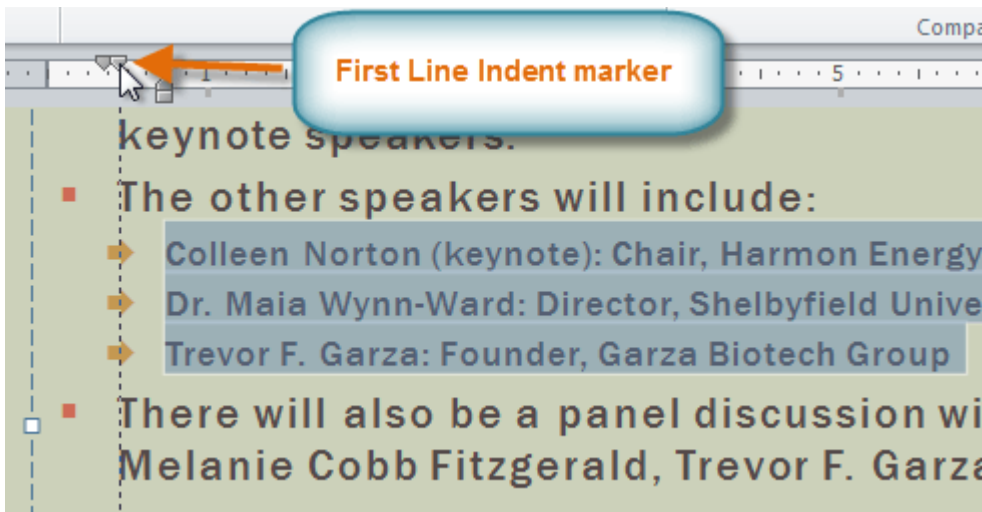 Compa
First Line Indent marker
1 5
keynote speakers.
The other speakers will include:
Colleen Norton (keynote): Chair, Harmon Energy
Dr. Maia Wynn-Ward: Director, Shelbyfield Unive
Trevor F. Garza: Founder, Garza Biotech Group
There will also be a panel discussion wi
Melanie Cobb Fitzgerald, Trevor F. Garza